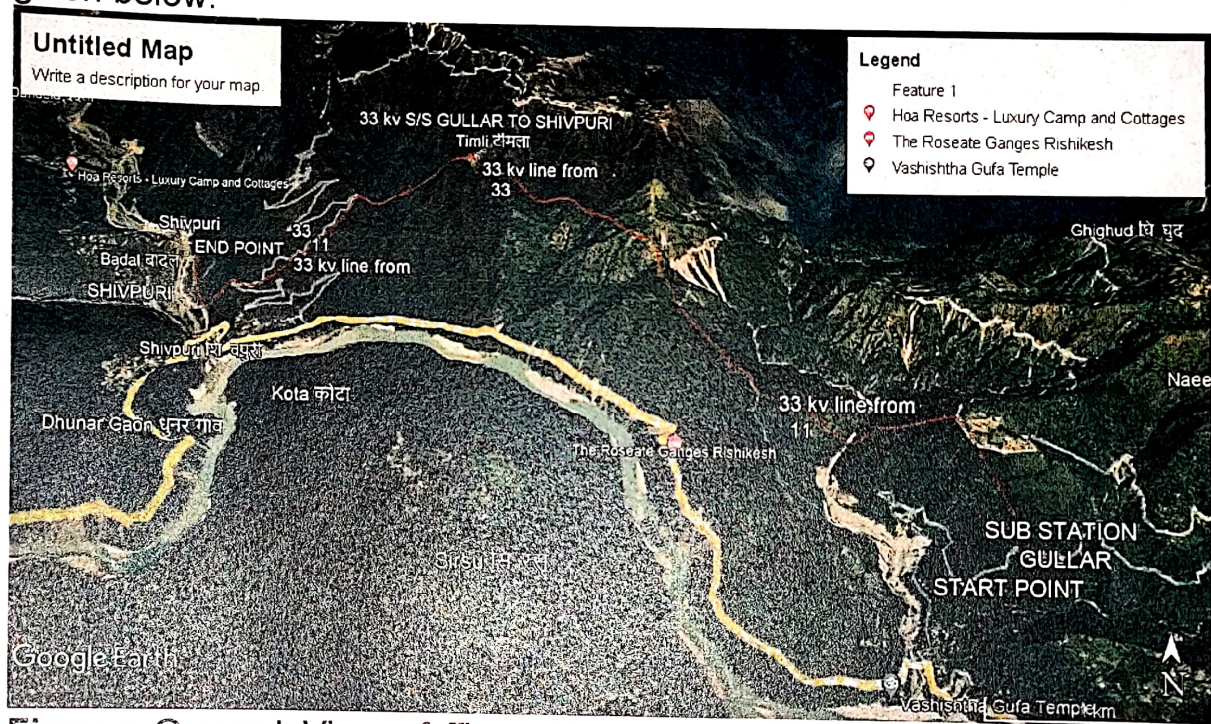 below:
Untitled Map
Write a description for your map.
Legend
Feature 1
Hoa Resorts - Luxury Camp and Cottages
The Roseate Ganges Rishikesh
Vashishtha Gufa Temple
33 kv S/S GULLAR TO SHIVPURI
Timli टीमला
33 kv line from
33
Hoa Resorts - Luxury Camp and Cottages
Shivpuri
33
END POINT
11
Badal बादल
33 kv line from
SHIVPURI
Ghighud घि घुद
Shivpuri
Kota कोटा
Naee
33 kv line from
11
Dhunar Gaon धुनर गाँव
The Roseate Ganges Rishikesh
SUB STATION
GULLAR
START POINT
Sirsu
Google Earth
N
Vashishtha Gufa Temple
km